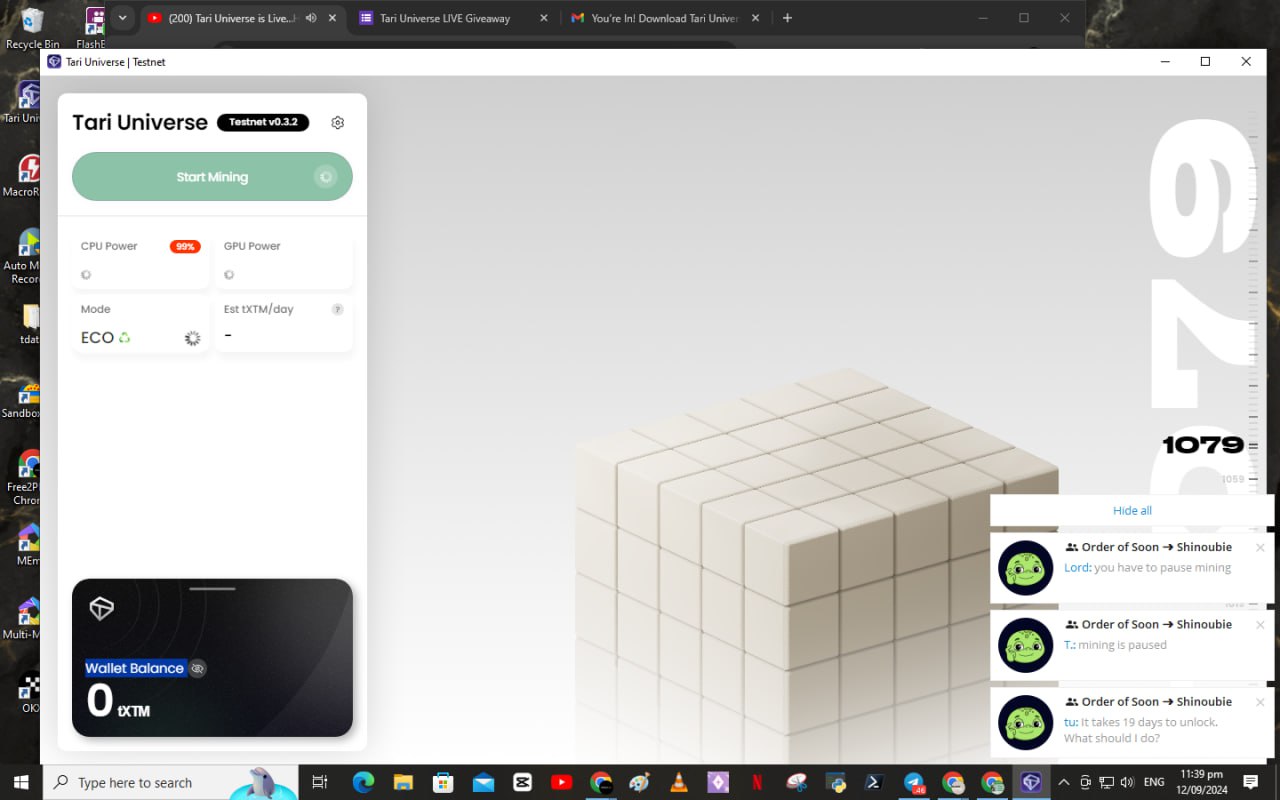 Recycle Bin
FlashB
(200) Tari Universe is Live...H
Tari Universe LIVE Giveaway
You're In! Download Tari Univer
Tari Universe | Testnet
Tari Universe
Testnet v0.3.2
Start Mining
CPU Power
99%
GPU Power
Mode
Est tXTM/day
?
ECO
-
Wallet Balance
0 tXTM
1079
1059
Hide all
Order of Soon ➔ Shinoubie
Lord: you have to pause mining
Order of Soon ➔ Shinoubie
T.: mining is paused
Order of Soon ➔ Shinoubie
tu: It takes 19 days to unlock.
What should I do?
Tari Uni
MacroR
Auto M
Recor
tdat
Sandbox
Free2P
Chron
MEm
Multi-M
OKX
Type here to search
46
ENG
11:39 pm
12/09/2024